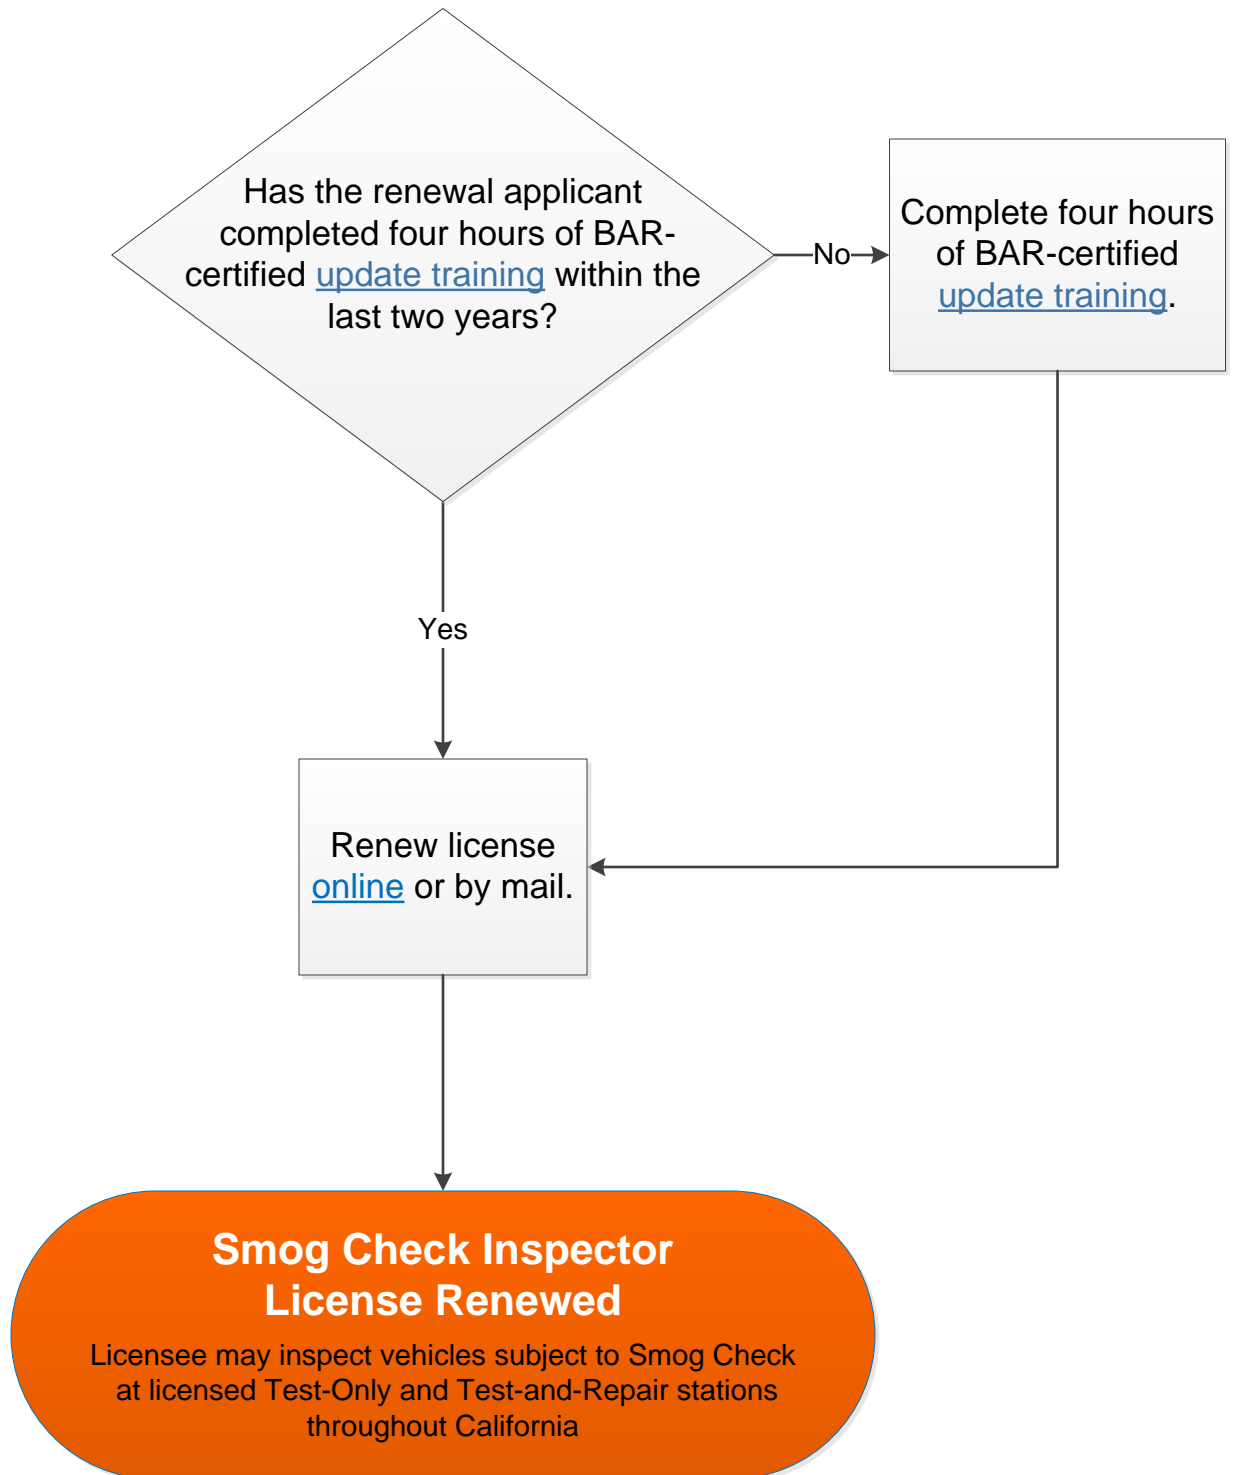 Has the renewal applicant
completed four hours of BAR-
certified update training within the
last two years?
No
Complete four hours
of BAR-certified
update training.
Yes
Renew license
online or by mail.
Smog Check Inspector
License Renewed
Licensee may inspect vehicles subject to Smog Check
at licensed Test-Only and Test-and-Repair stations
throughout California